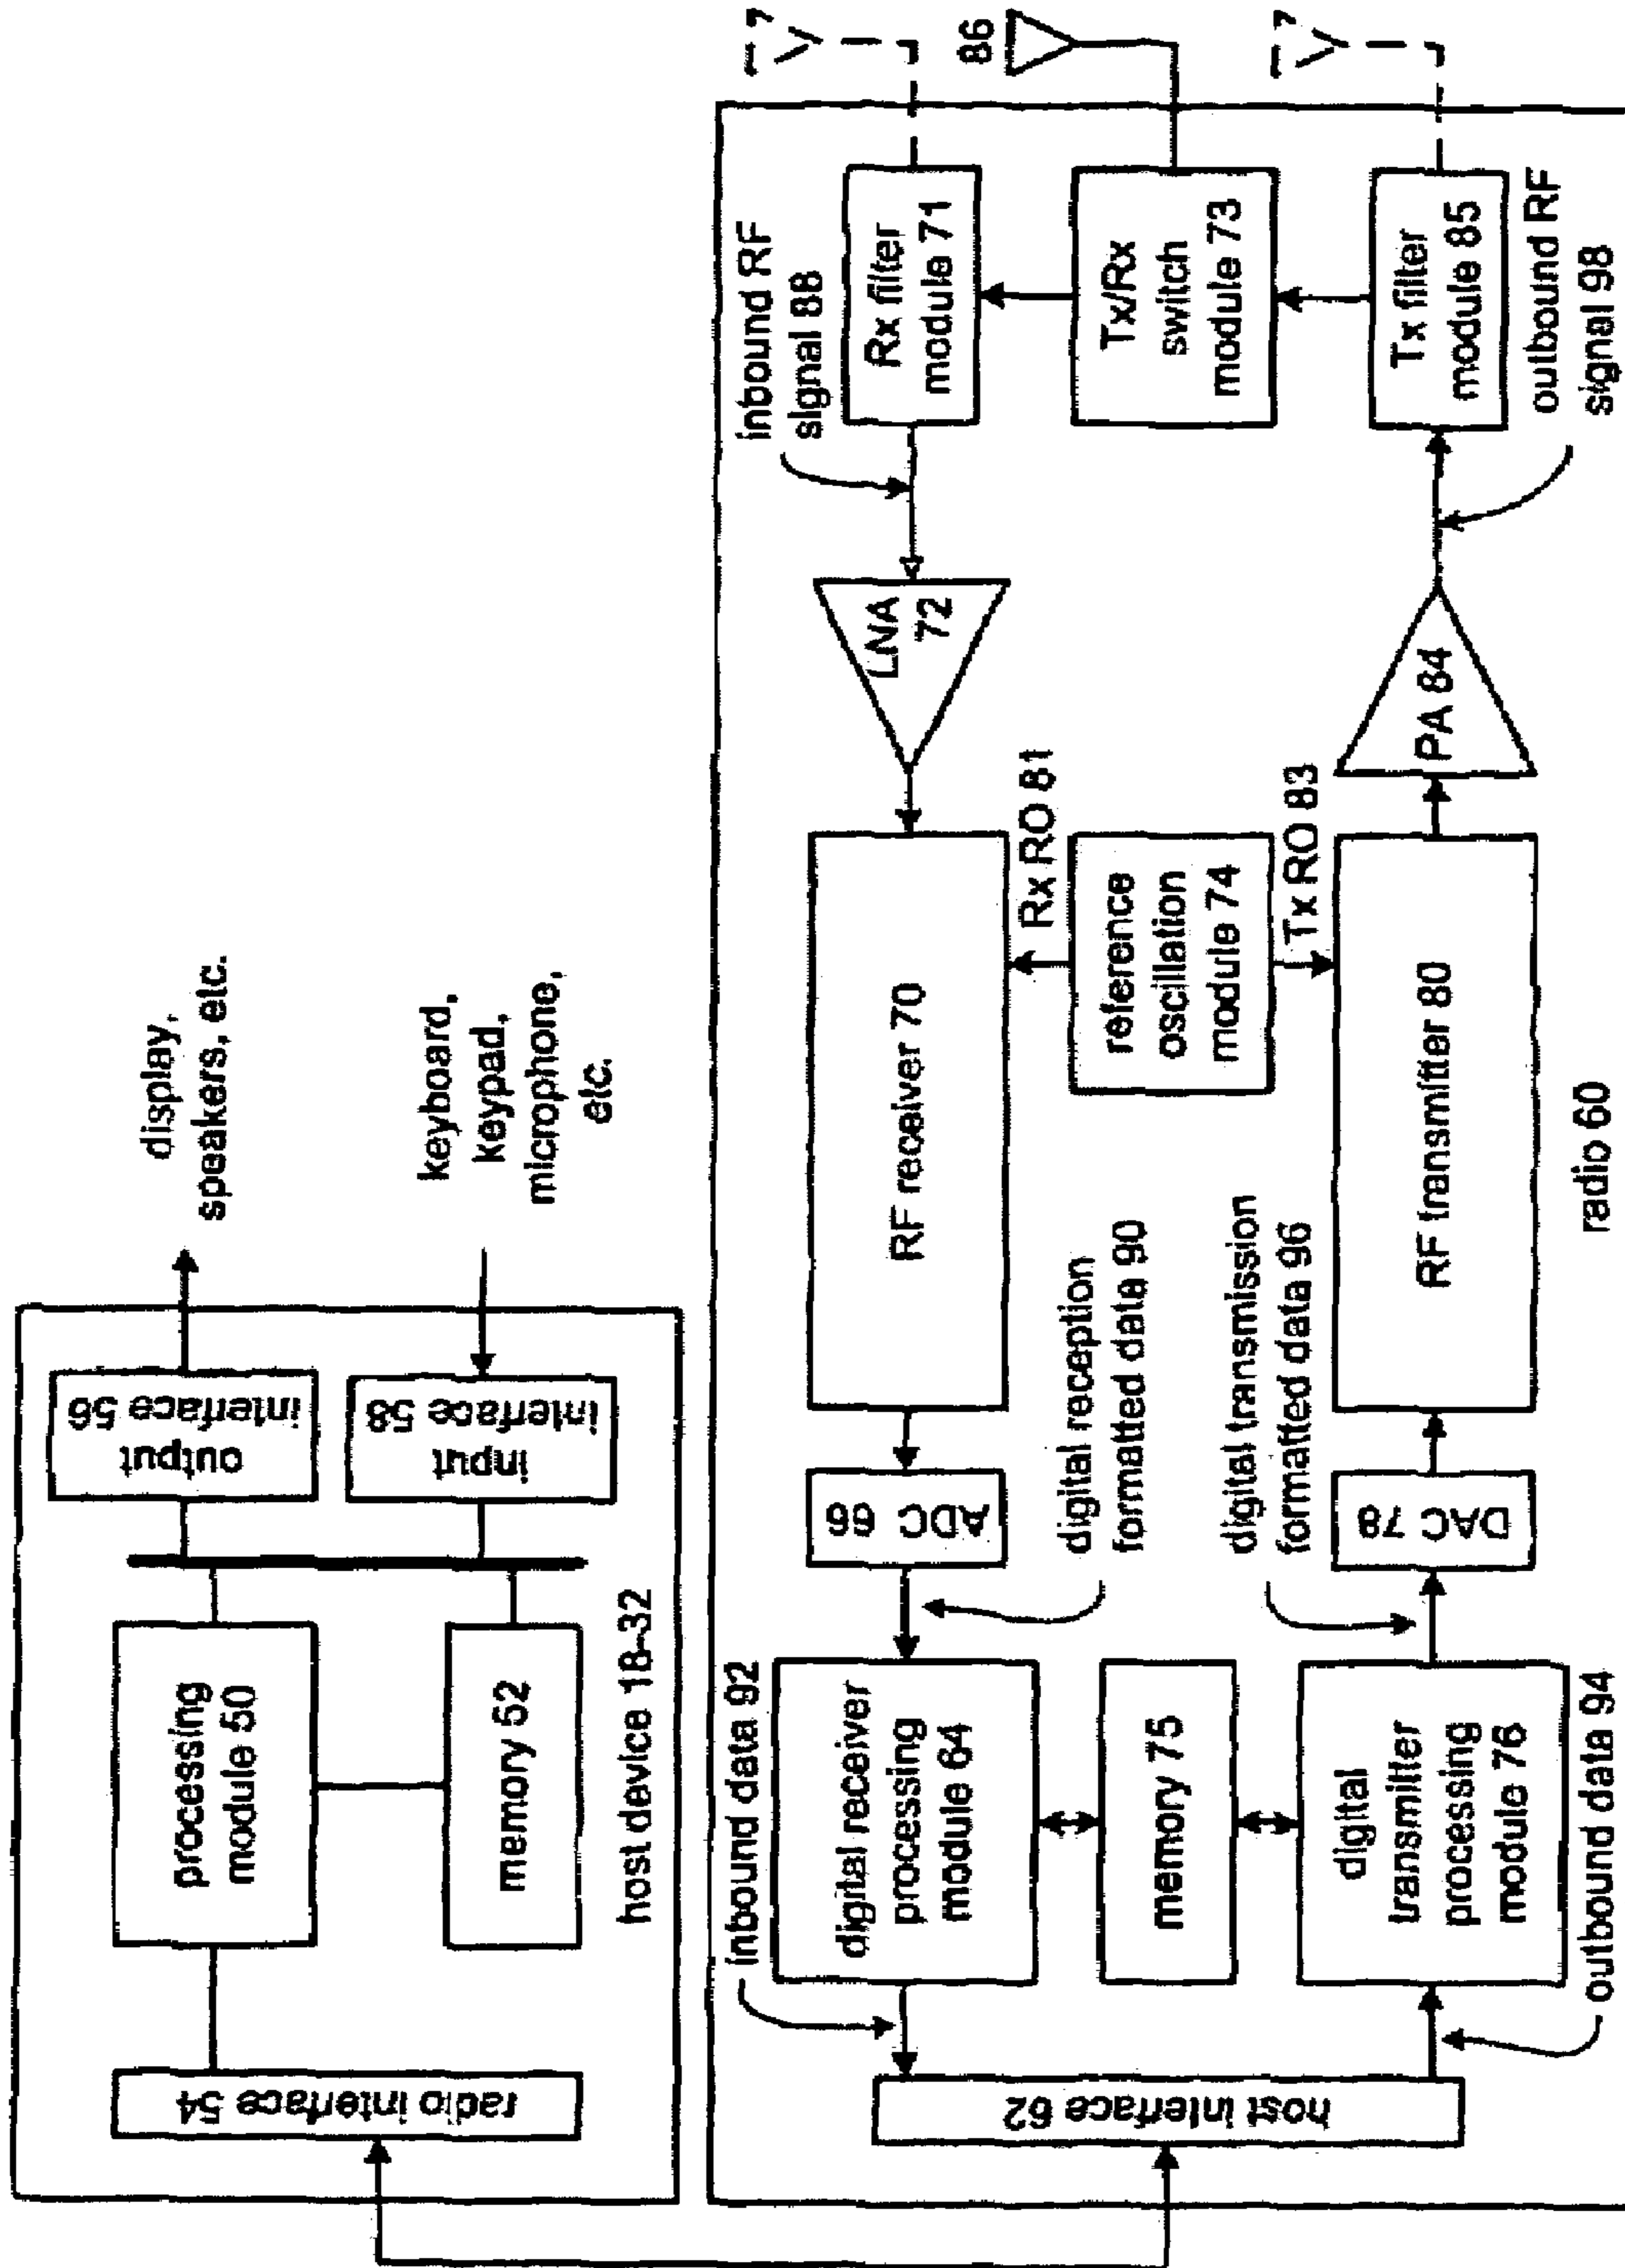 radio interface 54
processing
module 50
memory 52
output
interface 56
input
interface 58
display,
speakers, etc.
keyboard,
keypad,
microphone,
etc.
host device 18-32
host interface 62
inbound data 92
digital receiver
processing
module 64
memory 75
digital
transmitter
processing
module 76
outbound data 94
ADC 66
digital reception
formatted data 90
digital transmission
formatted data 96
DAC 78
RF receiver 70
Rx RO 81
reference
oscillation
module 74
Tx RO 83
RF transmitter 80
radio 60
LNA
72
PA 84
inbound RF
signal 88
Rx filter
module 71
Tx/Rx
switch
module 73
Tx filter
module 85
outbound RF
signal 98
86